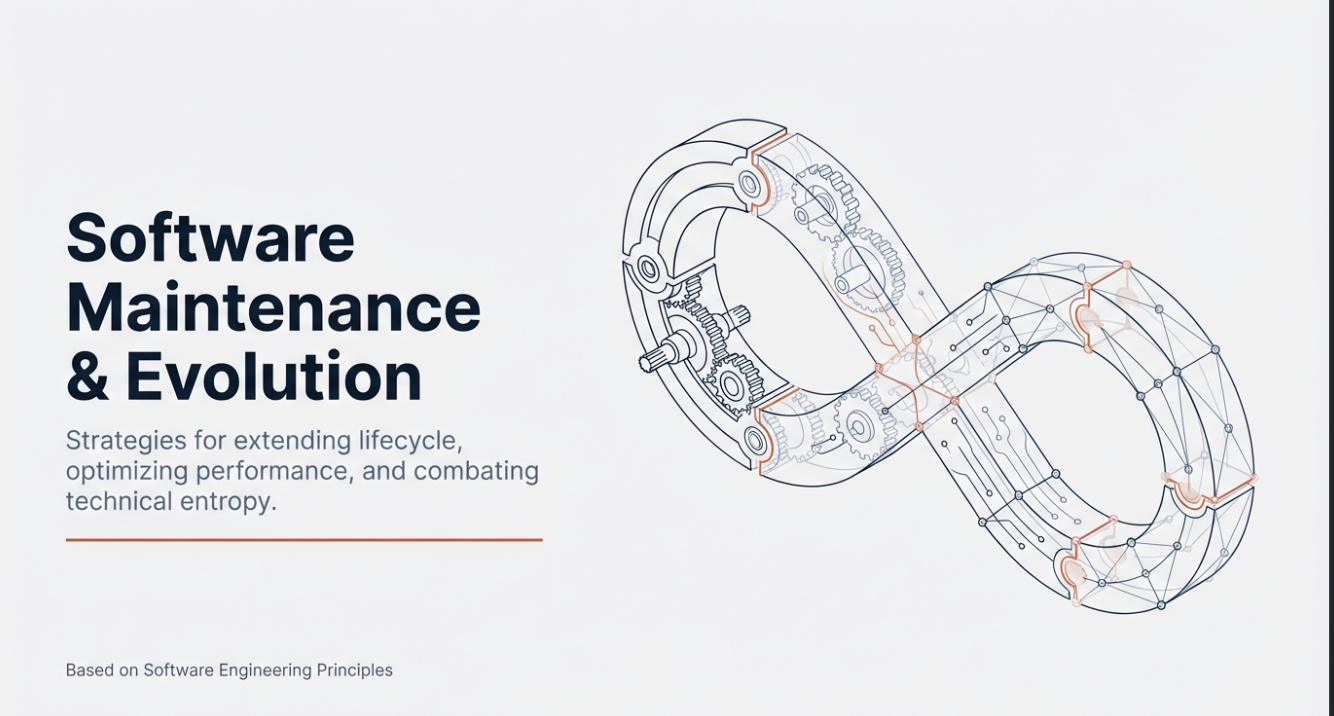 Software
Maintenance
& Evolution
Strategies for extending lifecycle,
optimizing performance, and combating
technical entropy.
Based on Software Engineering Principles